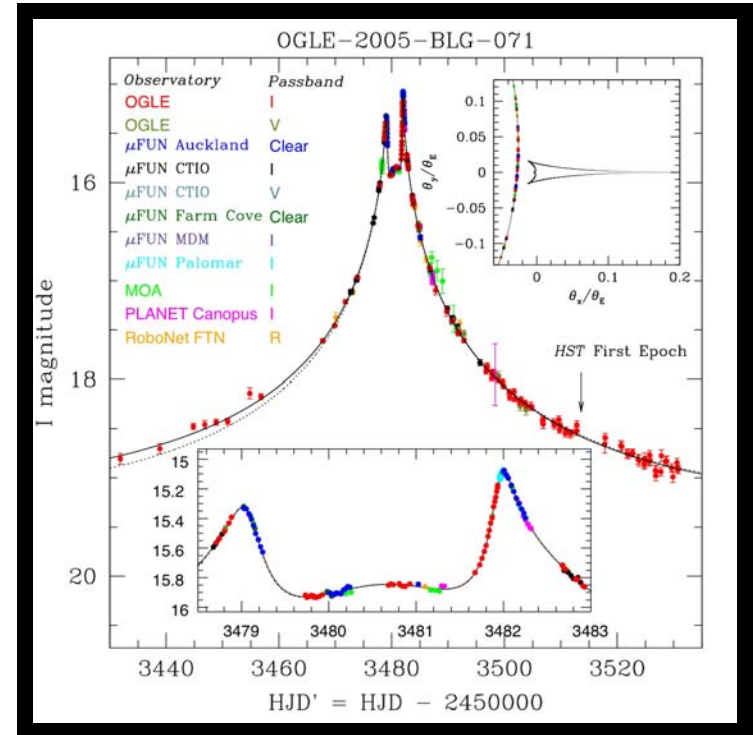 OGLE-2005-BLG-071
Observatory Passband
OGLE I
OGLE V
μFUN Auckland Clear
μFUN CTIO I
μFUN CTIO V
μFUN Farm Cove Clear
μFUN MDM I
μFUN Palomar I
MOA I
PLANET Canopus I
RoboNet FTN R
0.1
0.05
0
-0.05
-0.1
θy/θE
0 0.1 0.2
θx/θE
HST First Epoch
I magnitude
16
18
20
15
15.2
15.4
15.6
15.8
16
3479 3480 3481 3482 3483
3440 3460 3480 3500 3520
HJD' = HJD - 2450000